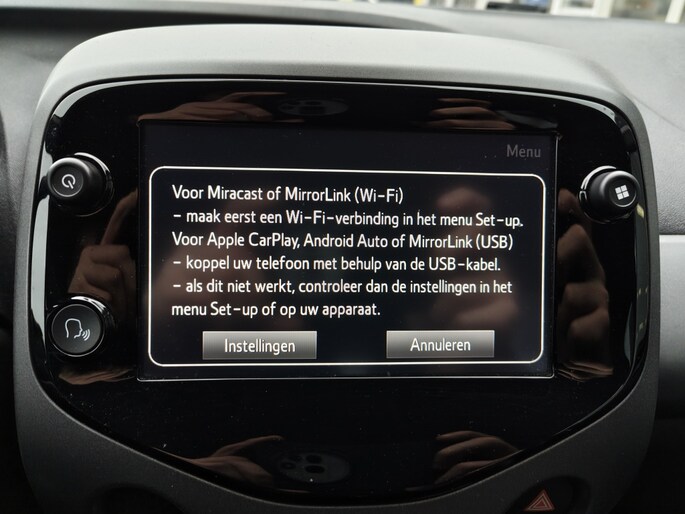 Menu
Voor Miracast of MirrorLink (Wi-Fi)
- maak eerst een Wi-Fi-verbinding in het menu Set-up.
Voor Apple CarPlay, Android Auto of MirrorLink (USB)
- koppel uw telefoon met behulp van de USB-kabel.
- als dit niet werkt, controleer dan de instellingen in het
menu Set-up of op uw apparaat.
Instellingen
Annuleren